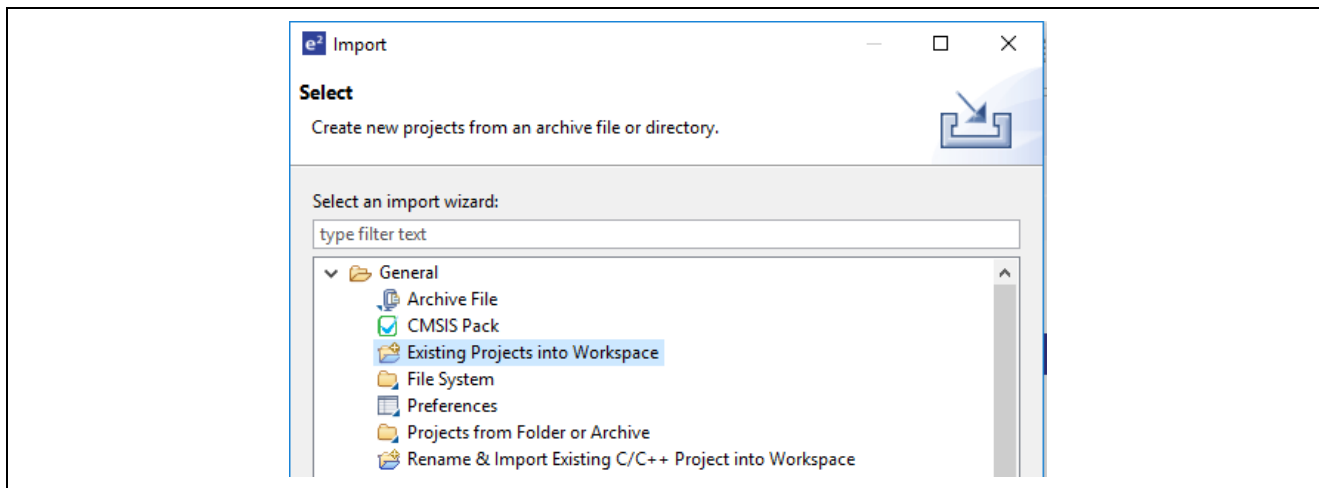 e² Import
Select
Create new projects from an archive file or directory.
Select an import wizard:
type filter text
General
Archive File
CMSIS Pack
Existing Projects into Workspace
File System
Preferences
Projects from Folder or Archive
Rename & Import Existing C/C++ Project into Workspace